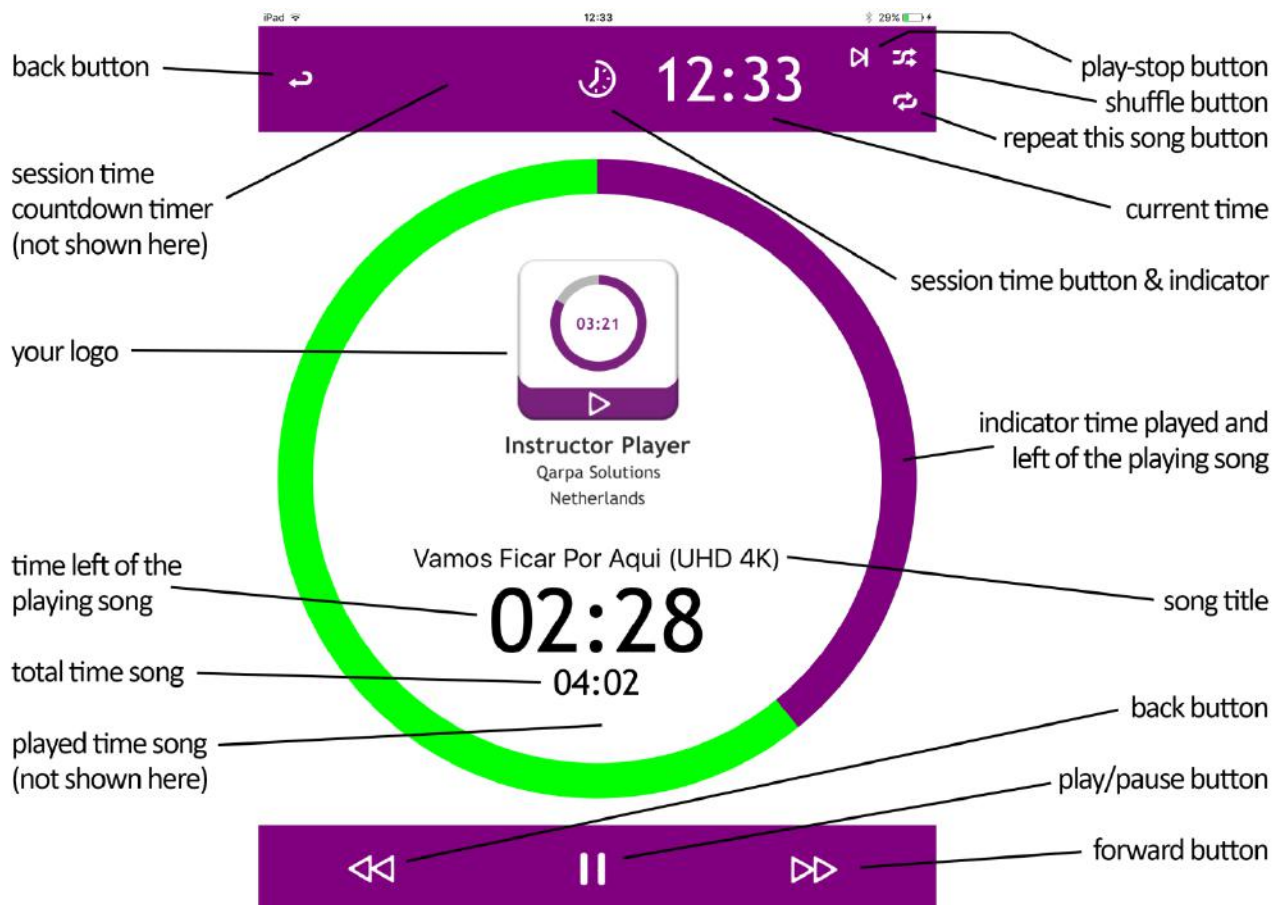 iPad 12:33 29%
back button
12:33
play-stop button
shuffle button
repeat this song button
session time
countdown timer
(not shown here)
current time
session time button & indicator
03:21
your logo
Instructor Player
Qarpa Solutions
Netherlands
indicator time played and
left of the playing song
Vamos Ficar Por Aqui (UHD 4K)
time left of the
playing song
02:28
song title
total time song
04:02
back button
played time song
(not shown here)
play/pause button
forward button